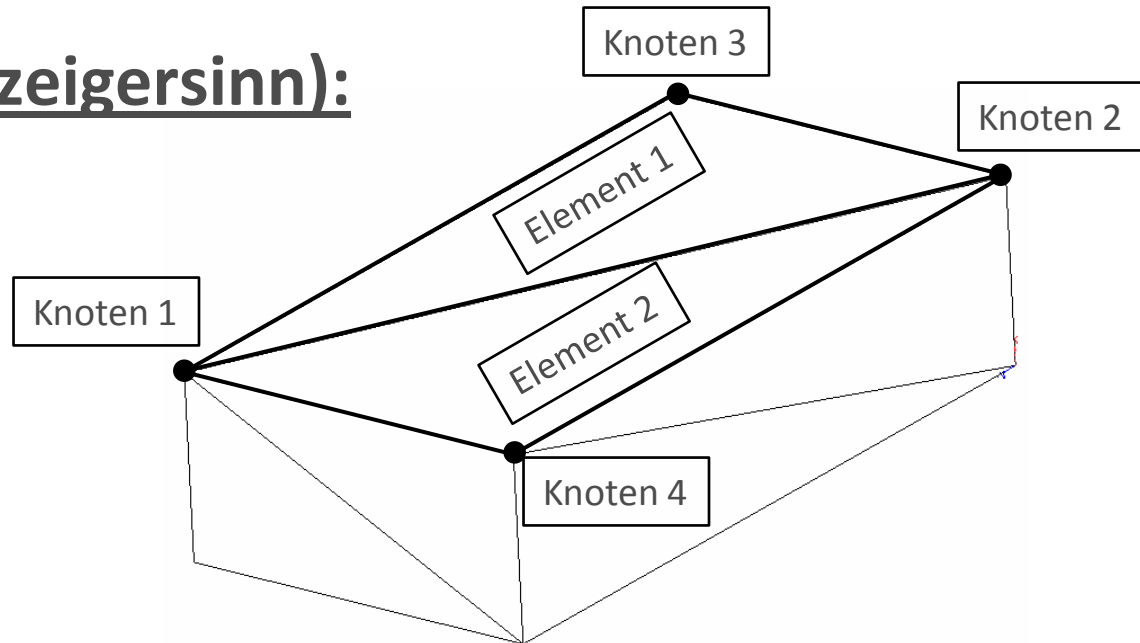 Knoten 3
zeigersinn):
Knoten 2
Element 1
Knoten 1
Element 2
Knoten 4